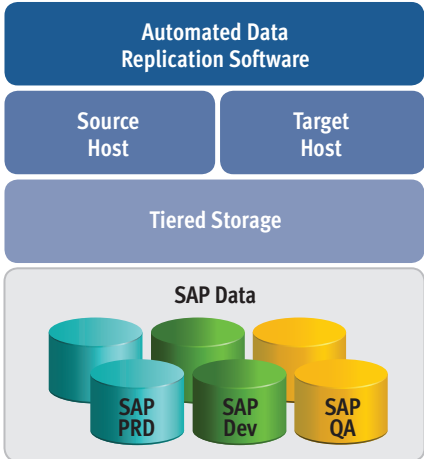 Automated Data
Replication Software
Source
Host
Target
Host
Tiered Storage
SAP Data
SAP
PRD
SAP
Dev
SAP
QA